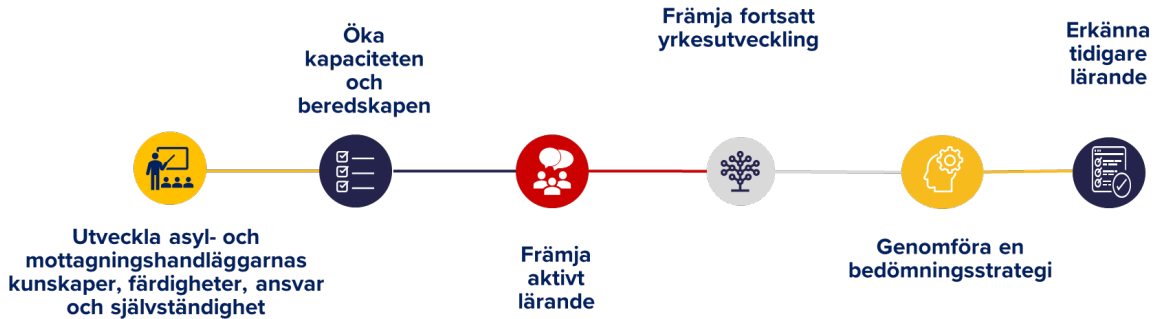 Utveckla asyl- och
mottagningshandläggarnas
kunskaper, färdigheter, ansvar
och självständighet
Öka
kapaciteten
och
beredskapen
Främja
aktivt
lärande
Främja fortsatt
yrkesutveckling
Genomföra en
bedömningsstrategi
Erkänna
tidigare
lärande